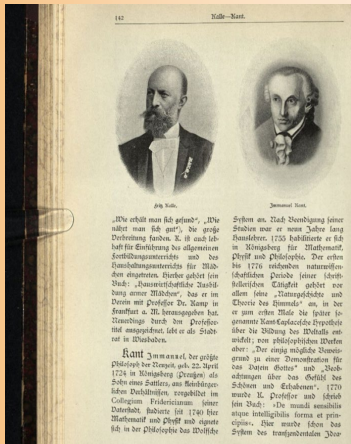 142
Kalle—Kant.
Fritz Kalle.
Immanuel Kant.
„Wie erhält man sich gesund“, „Wie
nährt man sich gut“), die große
Verbreitung fanden. K. ist auch leb-
haft für Einführung des allgemeinen
Fortbildungsunterrichts und des
Haushaltungsunterrichts für Mäd-
chen eingetreten. Hierher gehört sein
Buch: „Hauswirtschaftliche Ausbil-
dung armer Mädchen“, das er im
Verein mit Professor Dr. Kamp in
Frankfurt a. M. herausgegeben hat.
Neuerdings durch den Professor-
titel ausgezeichnet, lebt er als Stadt-
rat in Wiesbaden.
Kant Immanuel, der größte
Philosoph der Neuzeit, geb. 22. April
1724 in Königsberg (Preußen) als
Sohn eines Sattlers, aus kleinbürger-
lichen Verhältnissen, vorgebildet im
Collegium Fridericianum seiner
Vaterstadt, studierte seit 1740 hier
Mathematik und Physik und eignete
sich in der Philosophie das Wolffsche
System an. Nach Beendigung seiner
Studien war er neun Jahre lang
Hauslehrer. 1755 habilitierte er sich
in Königsberg für Mathematik,
Physik und Philosophie. Der ersten
bis 1776 reichenden naturwissen-
schaftlichen Periode seiner schrift-
stellerischen Tätigkeit gehört vor
allem seine „Naturgeschichte und
Theorie des Himmels“ an, in der
er zum ersten Male die später so-
genannte Kant-Laplacesche Hypothese
über die Bildung des Weltalls ent-
wickelt; von philosophischen Werken
aber: „Der einzig mögliche Beweis-
grund zu einer Demonstration für
das Dasein Gottes“ und „Beob-
achtungen über das Gefühl des
Schönen und Erhabenen“. 1770
wurde K. Professor und schrieb
sein Buch: »De mundi sensibilis
atque intelligibilis forma et prin-
cipiis«. Hier wurde schon das
System des transzendentalen Idea-